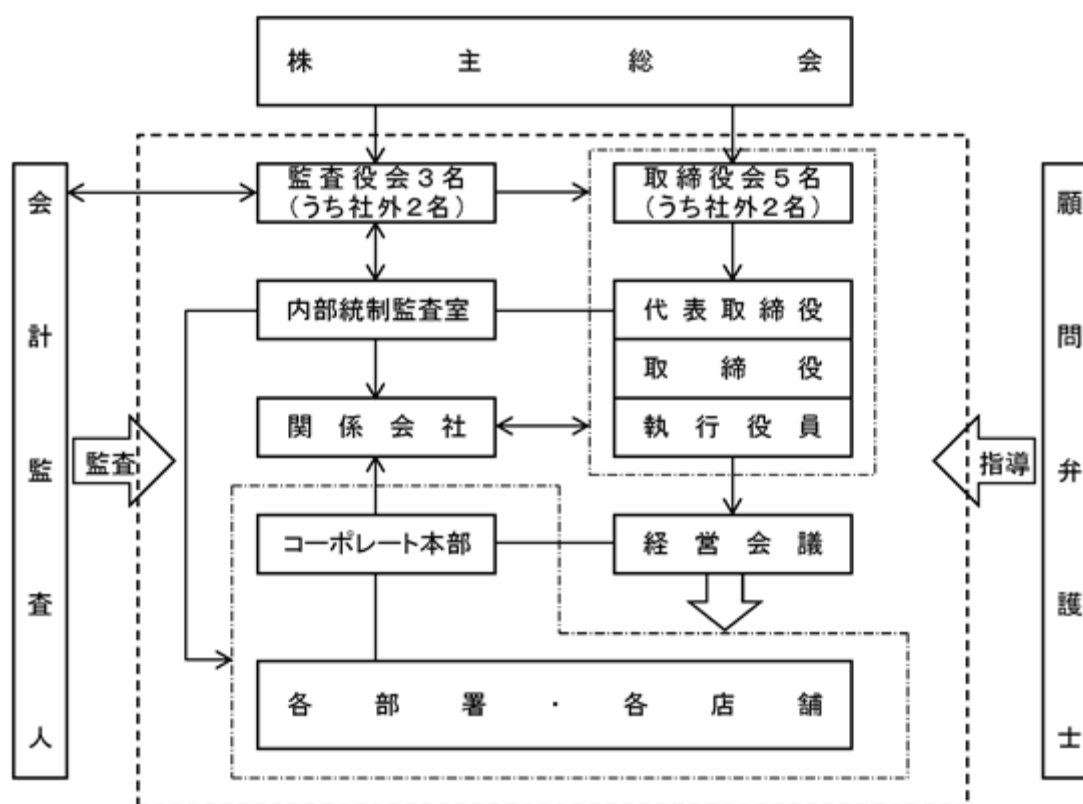 株主総会
監査役会3名
(うち社外2名)
取締役会5名
(うち社外2名)
会計監査人
顧問弁護士
内部統制監査室
代表取締役
取締役
関係会社
執行役員
監査
指導
コーポレート本部
経営会議
各部署・各店舗